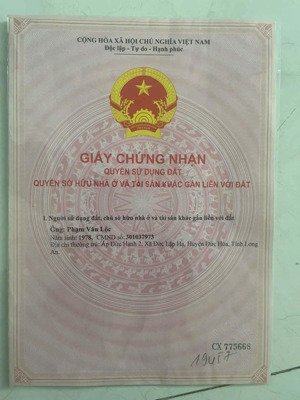 CỘNG HÒA XÃ HỘI CHỦ NGHĨA VIỆT NAM
Độc lập - Tự do - Hạnh phúc
GIẤY CHỨNG NHẬN
QUYỀN SỬ DỤNG ĐẤT
QUYỀN SỞ HỮU NHÀ Ở VÀ TÀI SẢN KHÁC GẮN LIỀN VỚI ĐẤT
I. Người sử dụng đất, chủ sở hữu nhà ở và tài sản khác gắn liền với đất
Ông: Phạm Văn Lộc
Năm sinh: 1978, CMND số: 301037975
Địa chỉ thường trú: Ấp Đức Hạnh 2, Xã Đức Lập Hạ, Huyện Đức Hòa, Tỉnh Long
An.
CX 775668